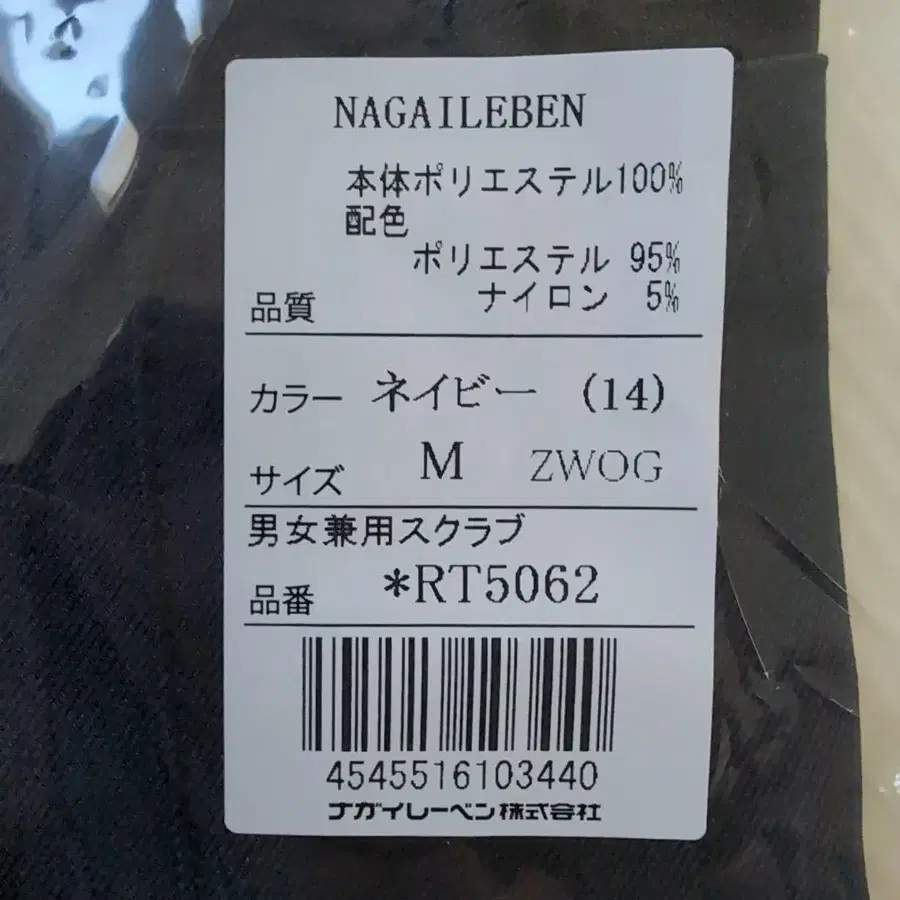 NAGAILEBEN
本体ポリエステル100%
配色
ポリエステル 95%
品質 ナイロン 5%
カラー ネイビー (14)
サイズ M ZWOG
男女兼用スクラブ
品番 *RT5062
4545516103440
ナガイレーベン株式会社